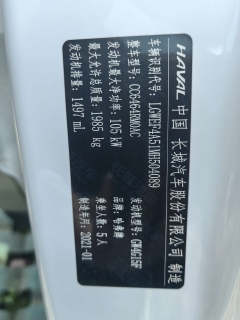 HAVAL 中国 长城汽车股份有限公司 制造
车辆识别代号: LGWEF4A51MH504089
整车型号: CC6464RM0AC
发动机最大净功率: 105 kW
最大允许总质量: 1985 kg
发动机排量: 1497 mL
发动机型号: GW4G15F
品牌: 哈弗牌
乘坐人数: 5人
制造年月: 2021-01